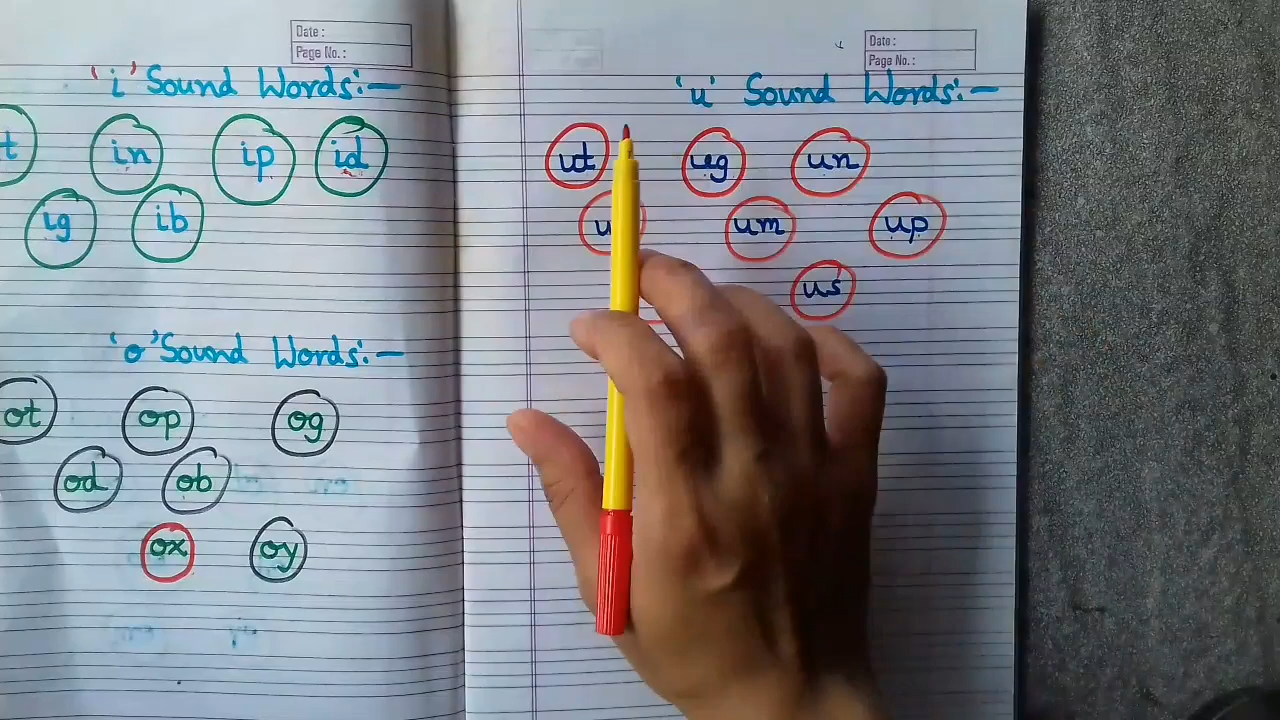 Date :
Page No. :
'i' Sound Words:-
in ip id
ig ib
'o' Sound Words:-
ot op og
od ob
ox oy
Date :
Page No. :
'u' Sound Words:-
ut ug un
um up
us